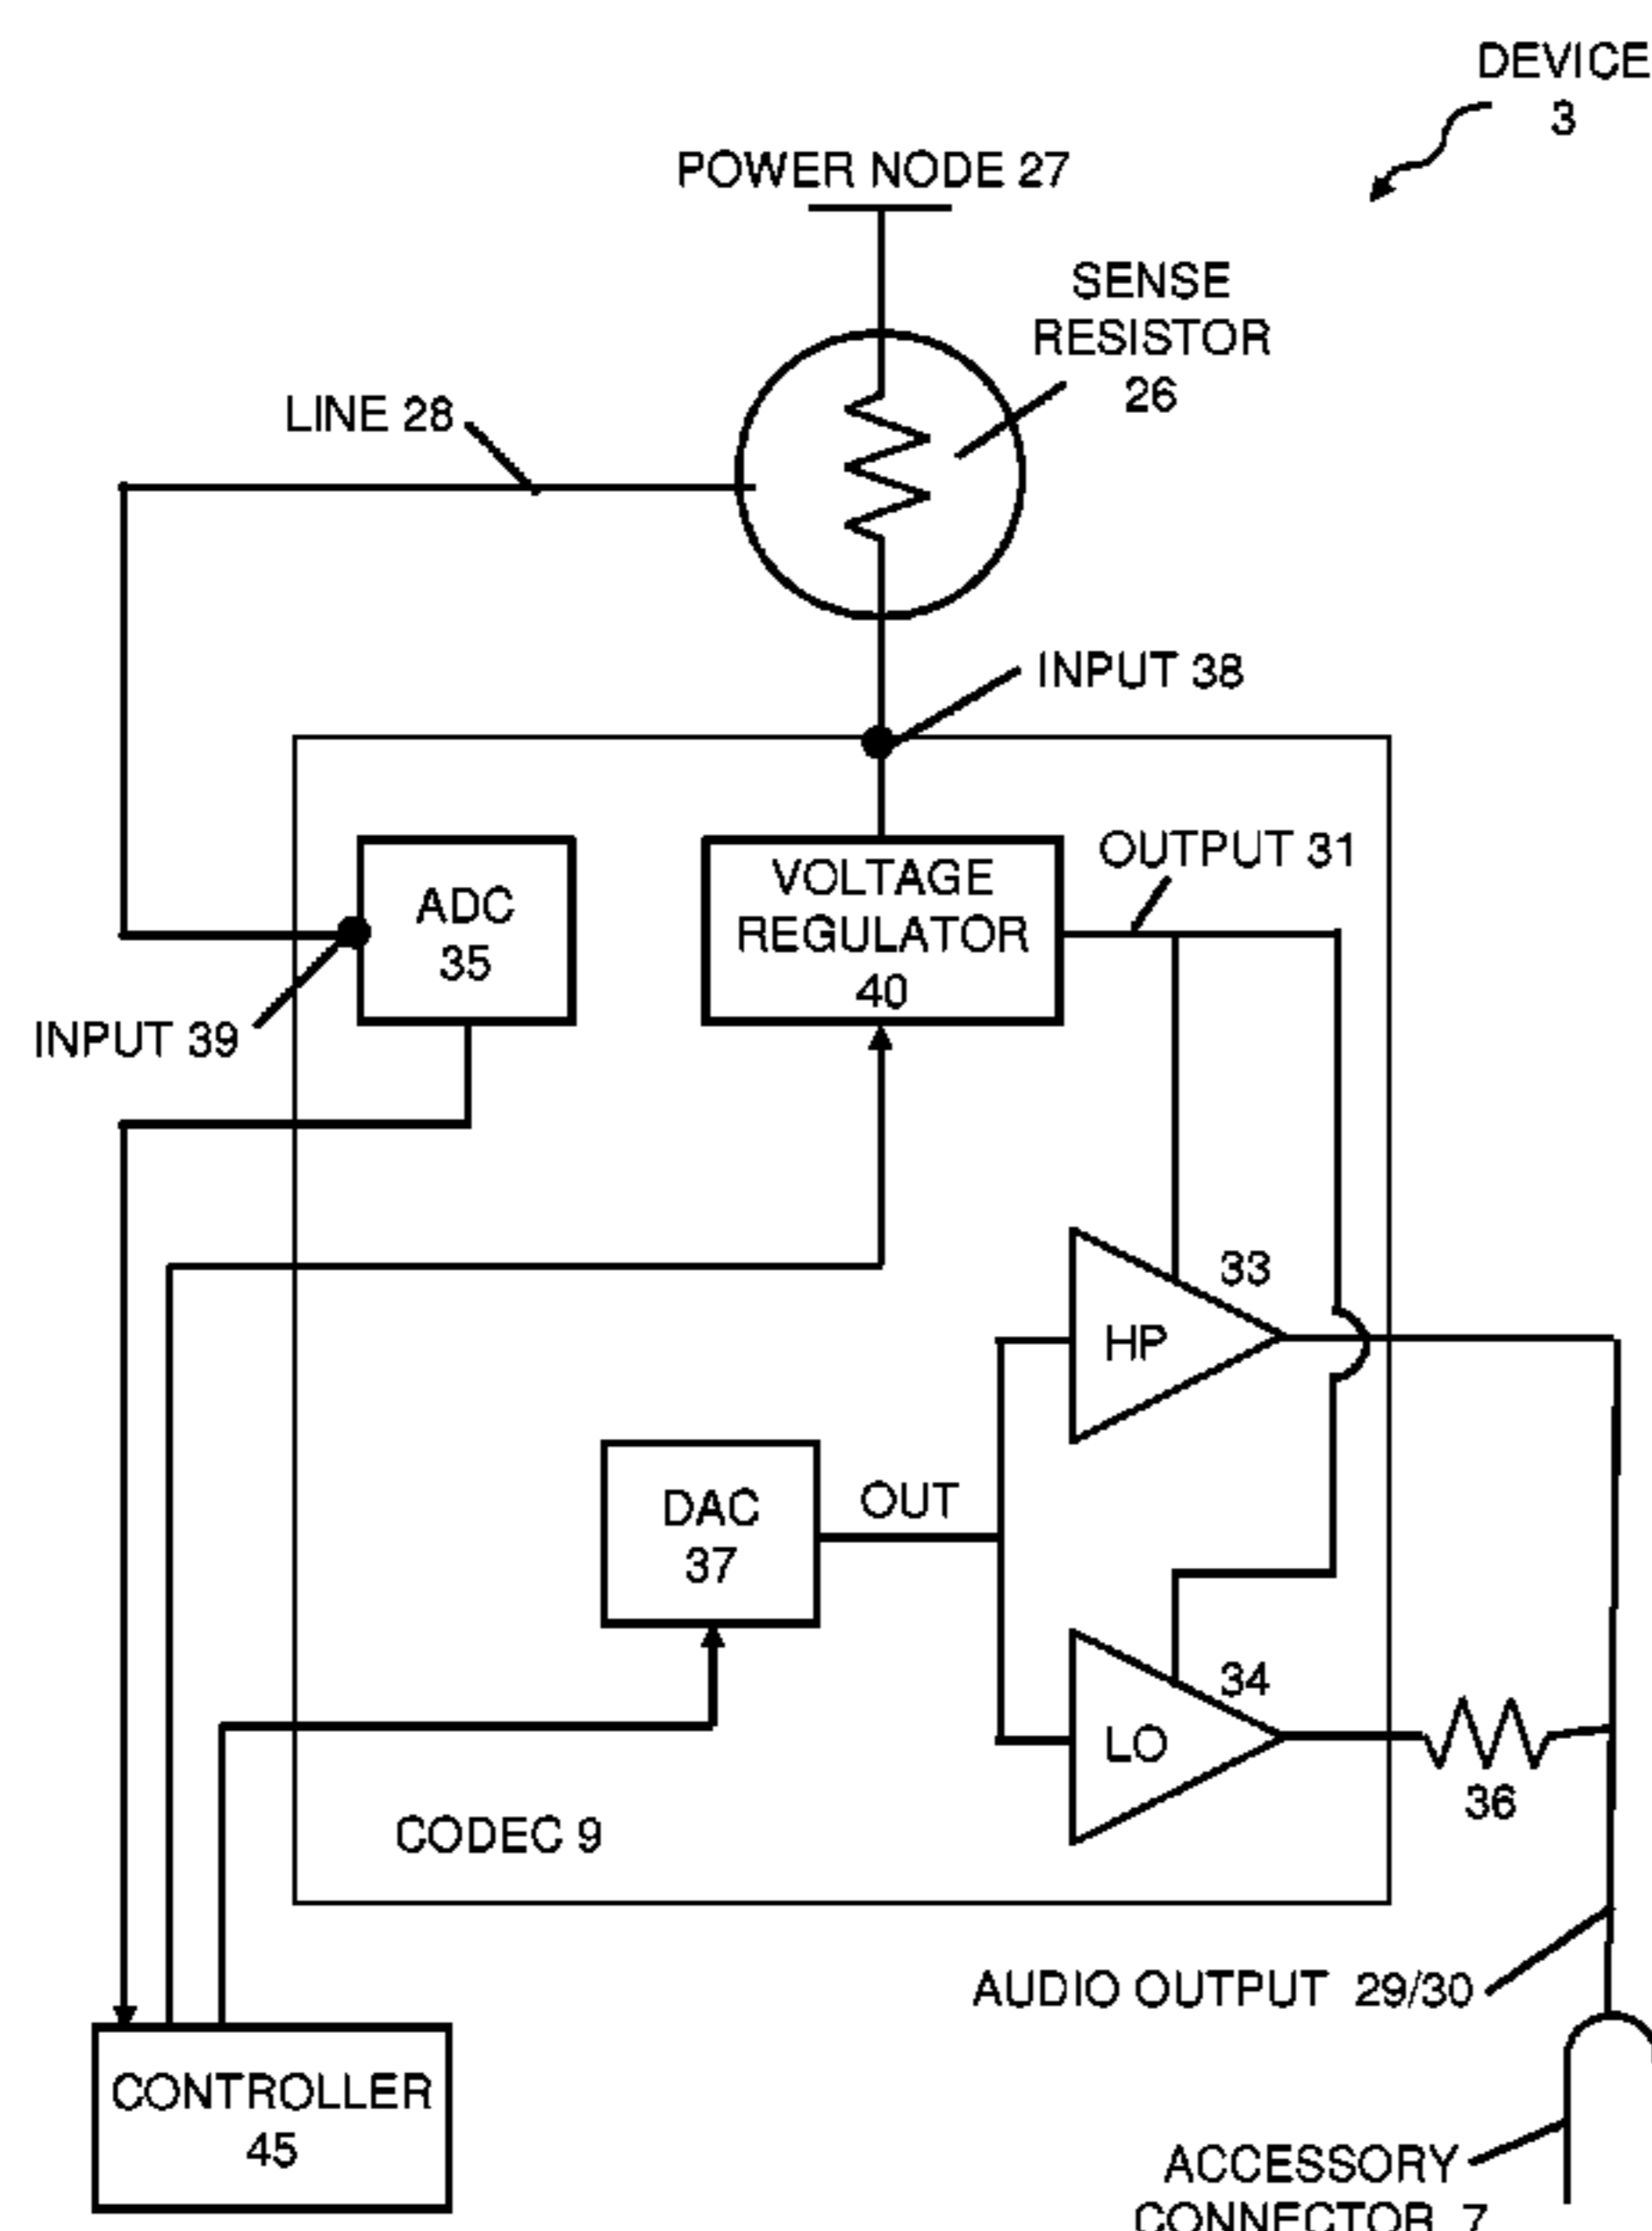 DEVICE
3
POWER NODE 27
SENSE
RESISTOR
26
LINE 28
INPUT 38
OUTPUT 31
ADC
35
VOLTAGE
REGULATOR
40
INPUT 39
33
HP
DAC
37
OUT
34
LO
36
CODEC 9
AUDIO OUTPUT 29/30
CONTROLLER
45
ACCESSORY
CONNECTOR 7